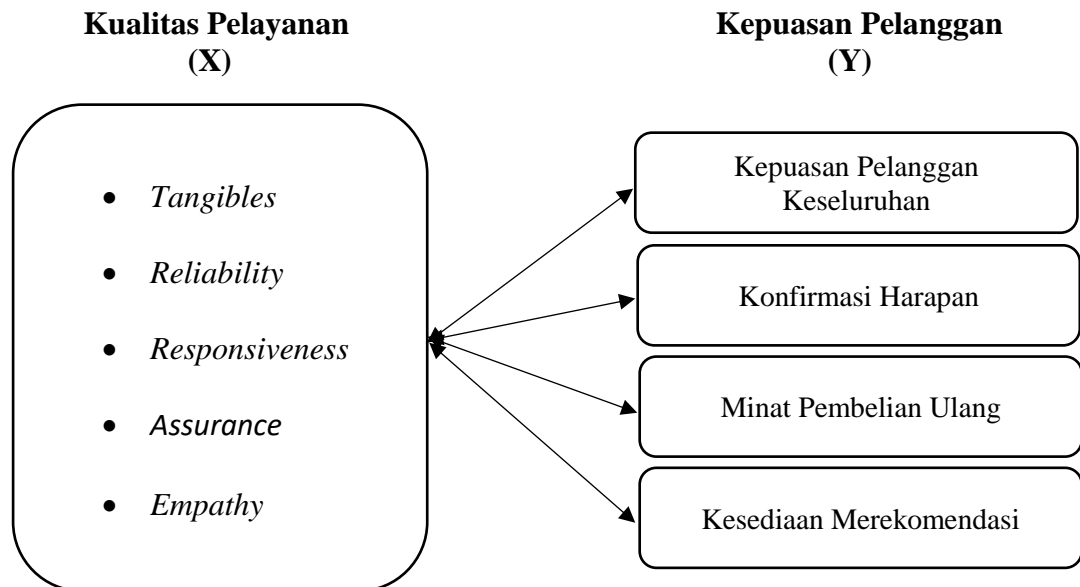 Kualitas Pelayanan
(X)
Kepuasan Pelanggan
(Y)
• Tangibles
• Reliability
• Responsiveness
• Assurance
• Empathy
Kepuasan Pelanggan
Keseluruhan
Konfirmasi Harapan
Minat Pembelian Ulang
Kesediaan Merekomendasi